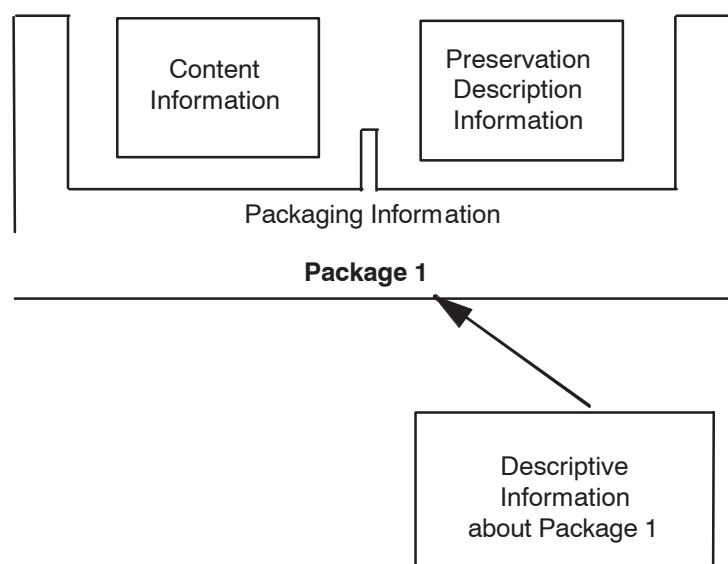 Content
Information
Preservation
Description
Information
Packaging Information
Package 1
Descriptive
Information
about Package 1